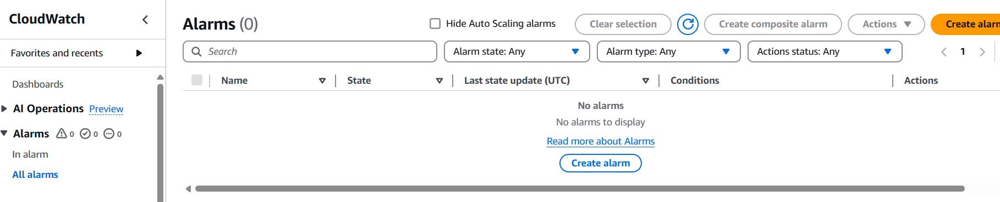 CloudWatch
Favorites and recents
Dashboards
AI Operations Preview
Alarms 0 0 0
In alarm
All alarms
Alarms (0)
Hide Auto Scaling alarms
Clear selection
Create composite alarm
Actions
Create alarm
Search
Alarm state: Any
Alarm type: Any
Actions status: Any
1
Name State Last state update (UTC) Conditions Actions
No alarms
No alarms to display
Read more about Alarms
Create alarm